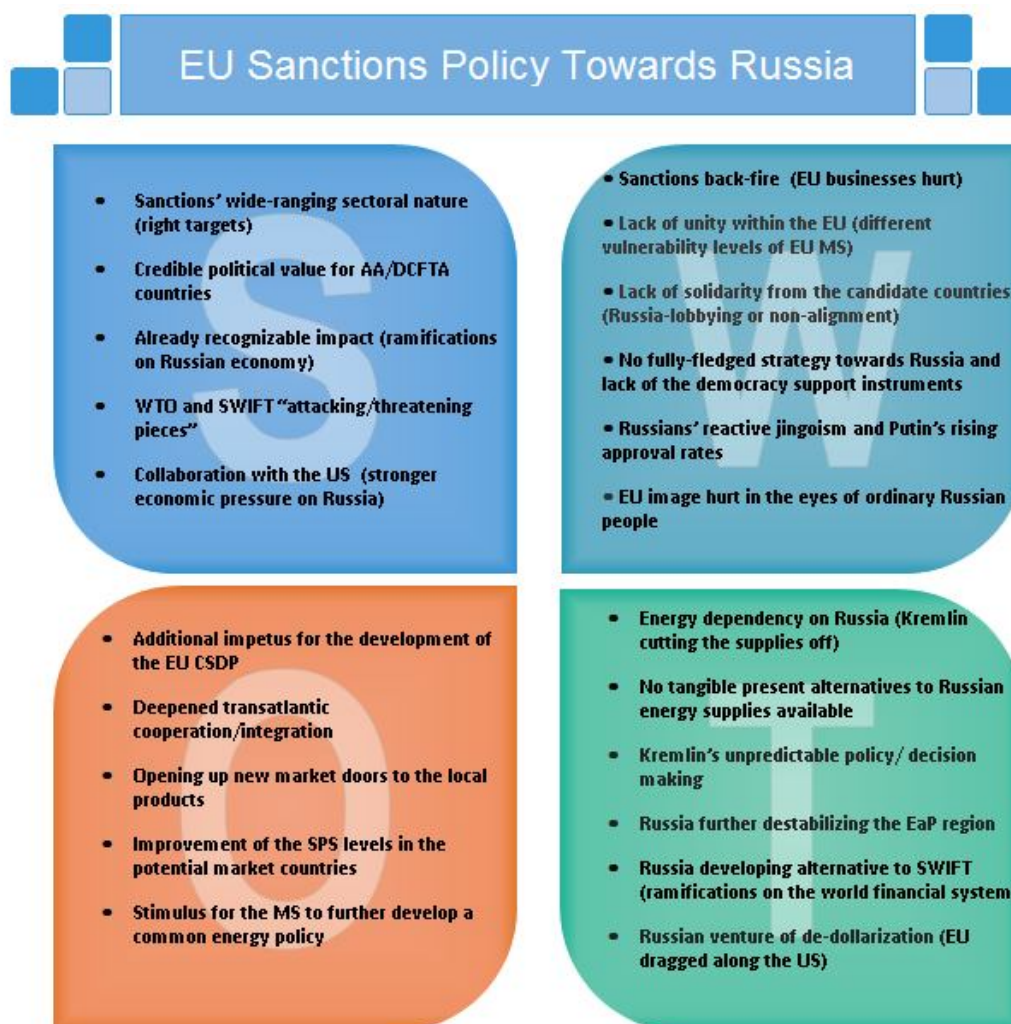 EU Sanctions Policy Towards Russia
S
• Sanctions’ wide-ranging sectoral nature
(right targets)
• Credible political value for AA/DCFTA
countries
• Already recognizable impact (ramifications
on Russian economy)
• WTO and SWIFT “attacking/threatening
pieces”
• Collaboration with the US (stronger
economic pressure on Russia)
W
• Sanctions back-fire (EU businesses hurt)
• Lack of unity within the EU (different
vulnerability levels of EU MS)
• Lack of solidarity from the candidate countries
(Russia-lobbying or non-alignment)
• No fully-fledged strategy towards Russia and
lack of the democracy support instruments
• Russians’ reactive jingoism and Putin’s rising
approval rates
• EU image hurt in the eyes of ordinary Russian
people
O
• Additional impetus for the development of
the EU CSDP
• Deepened transatlantic
cooperation/integration
• Opening up new market doors to the local
products
• Improvement of the SPS levels in the
potential market countries
• Stimulus for the MS to further develop a
common energy policy
T
• Energy dependency on Russia (Kremlin
cutting the supplies off)
• No tangible present alternatives to Russian
energy supplies available
• Kremlin’s unpredictable policy/ decision
making
• Russia further destabilizing the EaP region
• Russia developing alternative to SWIFT
(ramifications on the world financial system
• Russian venture of de-dollarization (EU
dragged along the US)